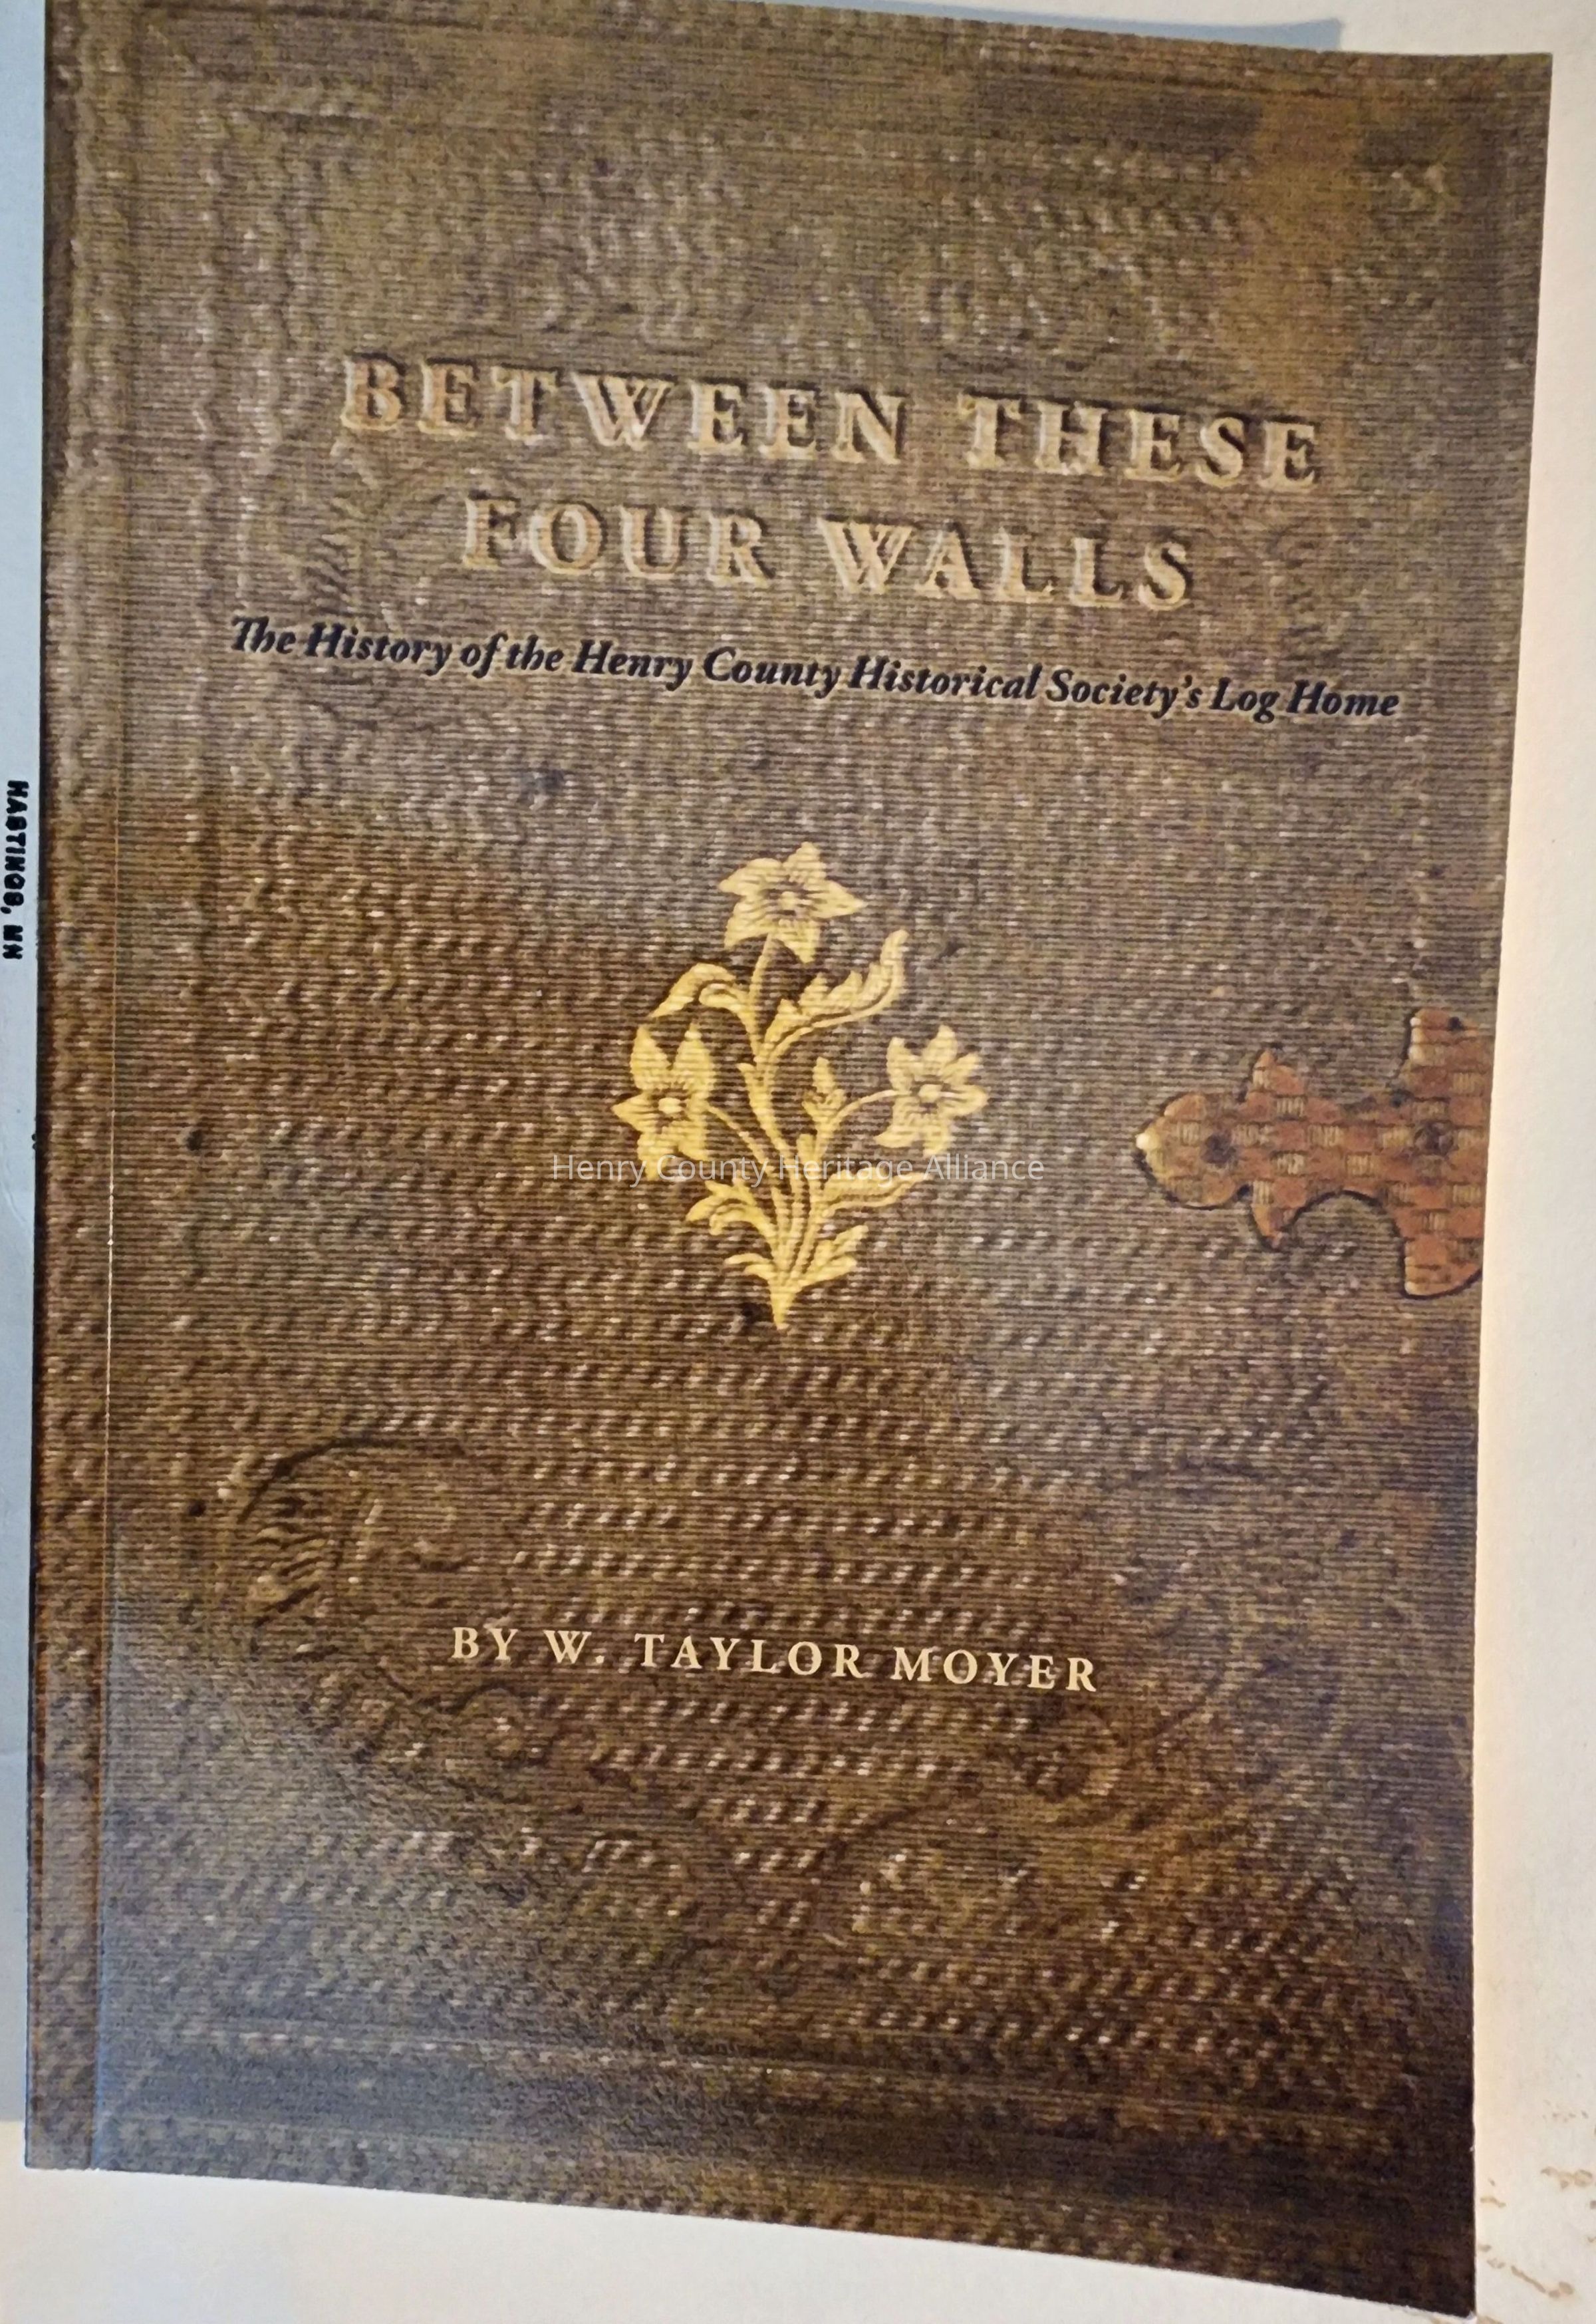 BETWEEN THESE
FOUR WALLS
The History of the Henry County Historical Society's Log Home
Henry County Heritage Alliance
BY W. TAYLOR MOYER
HASTINGS, MN